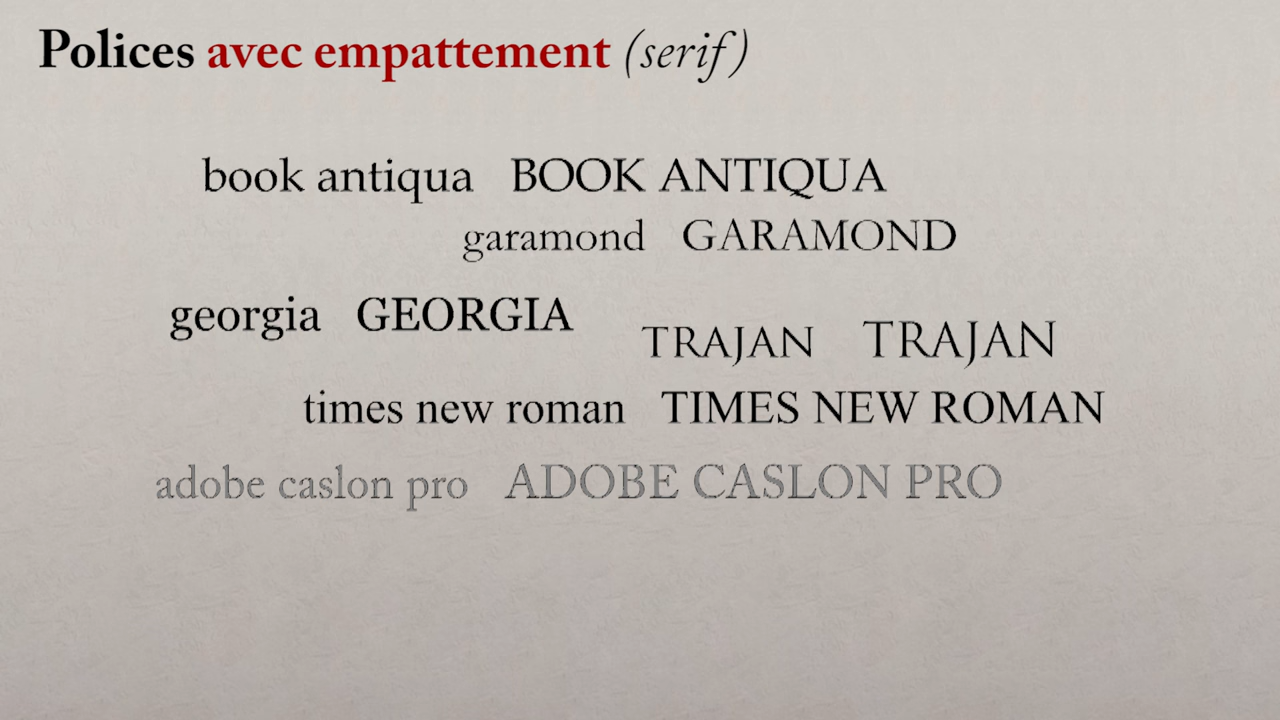 Polices avec empattement (serif)
book antiqua BOOK ANTIQUA
garamond GARAMOND
georgia GEORGIA
TRAJAN TRAJAN
times new roman TIMES NEW ROMAN
adobe caslon pro ADOBE CASLON PRO